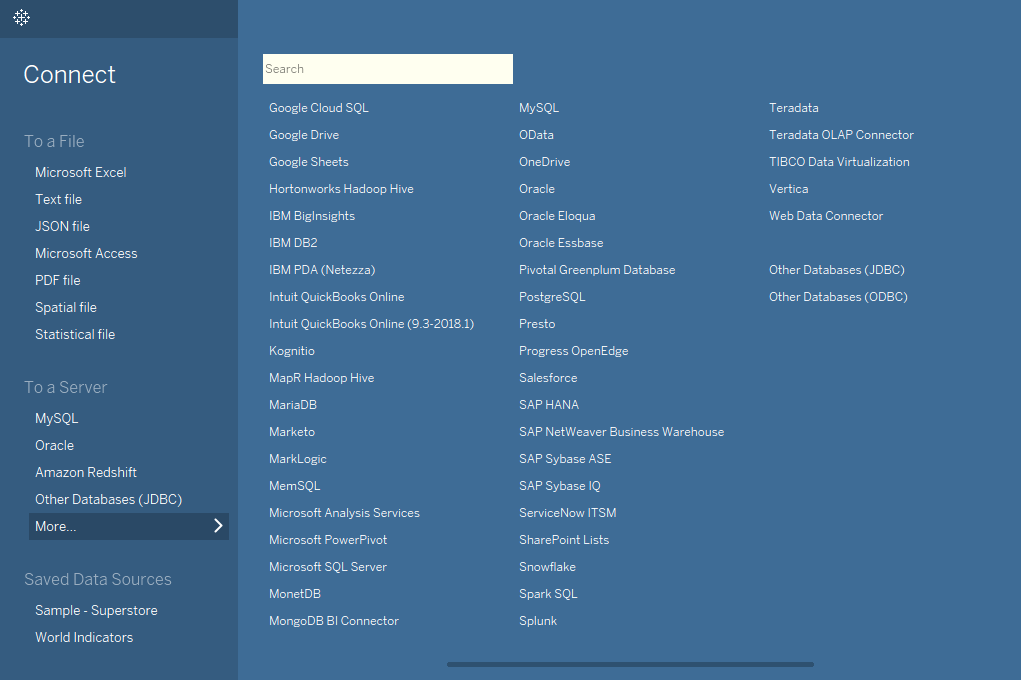 Connect
To a File
Microsoft Excel
Text file
JSON file
Microsoft Access
PDF file
Spatial file
Statistical file
To a Server
MySQL
Oracle
Amazon Redshift
Other Databases (JDBC)
More...
Saved Data Sources
Sample - Superstore
World Indicators
Search
Google Cloud SQL
Google Drive
Google Sheets
Hortonworks Hadoop Hive
IBM BigInsights
IBM DB2
IBM PDA (Netezza)
Intuit QuickBooks Online
Intuit QuickBooks Online (9.3-2018.1)
Kognitio
MapR Hadoop Hive
MariaDB
Marketo
MarkLogic
MemSQL
Microsoft Analysis Services
Microsoft PowerPivot
Microsoft SQL Server
MonetDB
MongoDB BI Connector
MySQL
OData
OneDrive
Oracle
Oracle Eloqua
Oracle Essbase
Pivotal Greenplum Database
PostgreSQL
Presto
Progress OpenEdge
Salesforce
SAP HANA
SAP NetWeaver Business Warehouse
SAP Sybase ASE
SAP Sybase IQ
ServiceNow ITSM
SharePoint Lists
Snowflake
Spark SQL
Splunk
Teradata
Teradata OLAP Connector
TIBCO Data Virtualization
Vertica
Web Data Connector
Other Databases (JDBC)
Other Databases (ODBC)